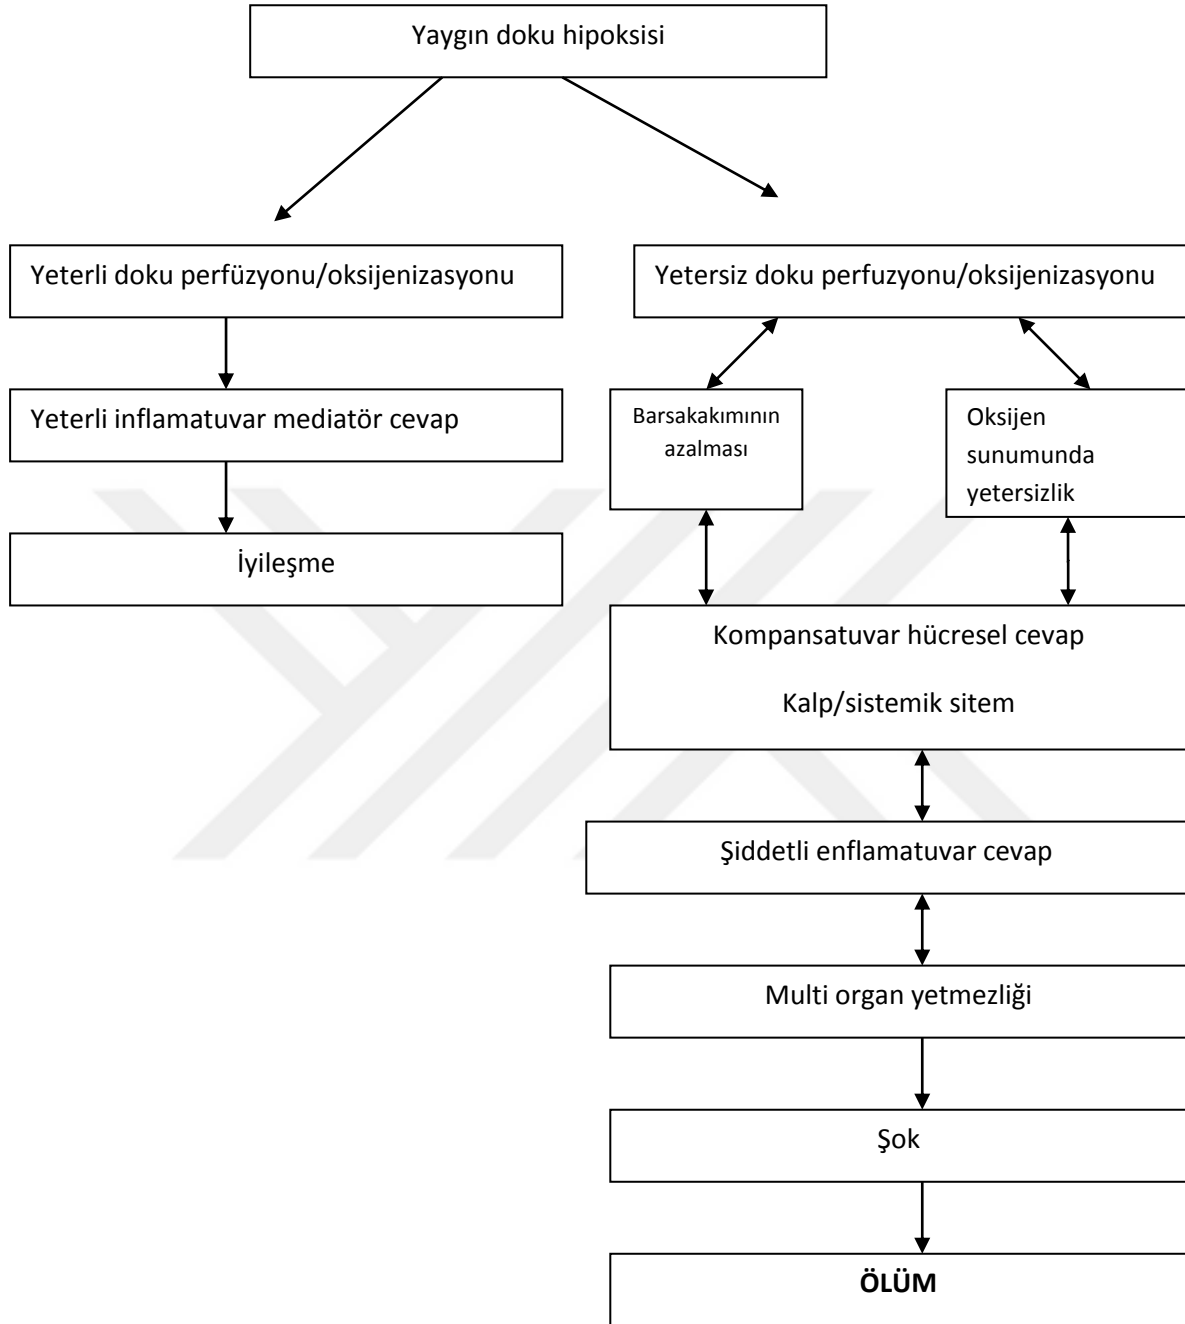 Yaygın doku hipoksisi
Yeterli doku perfüzyonu/oksijenizasyonu
Yeterli inflamatuvar mediatör cevap
İyileşme
Yetersiz doku perfuzyonu/oksijenizasyonu
Barsakakımının
azalması
Oksijen
sunumunda
yetersizlik
Kompansatuvar hücresel cevap
Kalp/sistemik sitem
Şiddetli enflamatuvar cevap
Multi organ yetmezliği
Şok
ÖLÜM